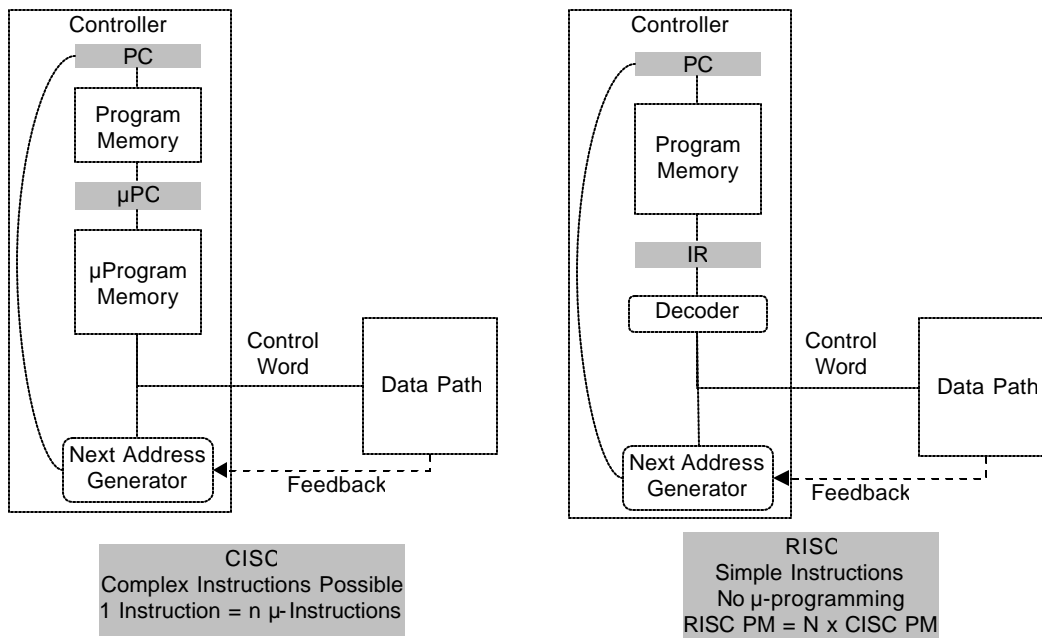 Controller
PC
Program
Memory
µPC
µProgram
Memory
Control
Word
Data Path
Next Address
Generator
Feedback
CISC
Complex Instructions Possible
1 Instruction = n µ-Instructions
Controller
PC
Program
Memory
IR
Decoder
Control
Word
Data Path
Next Address
Generator
Feedback
RISC
Simple Instructions
No µ-programming
RISC PM = N x CISC PM